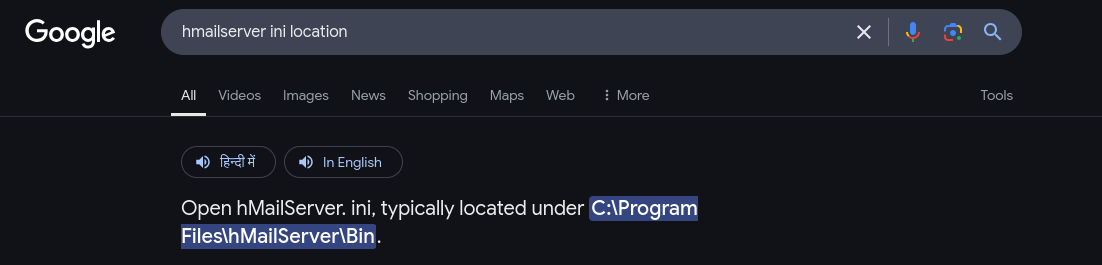 Google
hmailserver ini location
All Videos Images News Shopping Maps Web More Tools
हिन्दी में In English
Open hMailServer. ini, typically located under C:\Program
Files\hMailServer\Bin.